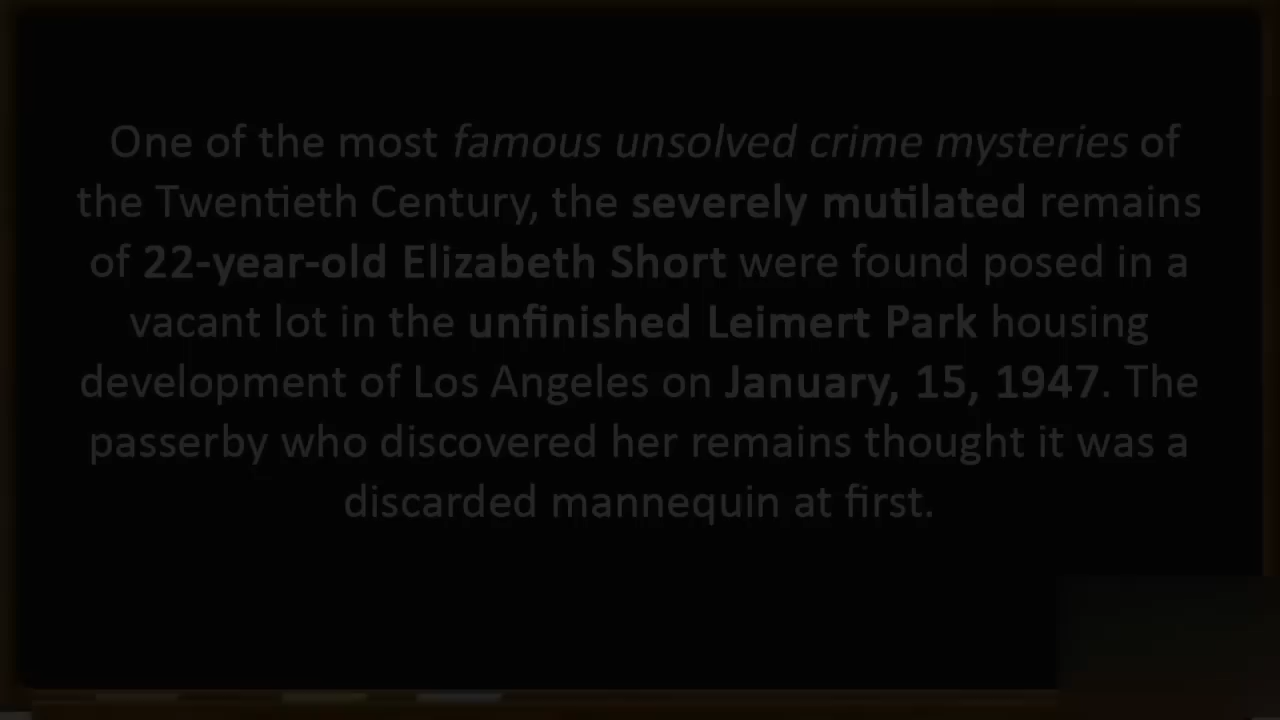 One of the most famous unsolved crime mysteries of
the Twentieth Century, the severely mutilated remains
of 22-year-old Elizabeth Short were found posed in a
vacant lot in the unfinished Leimert Park housing
development of Los Angeles on January, 15, 1947. The
passerby who discovered her remains thought it was a
discarded mannequin at first.